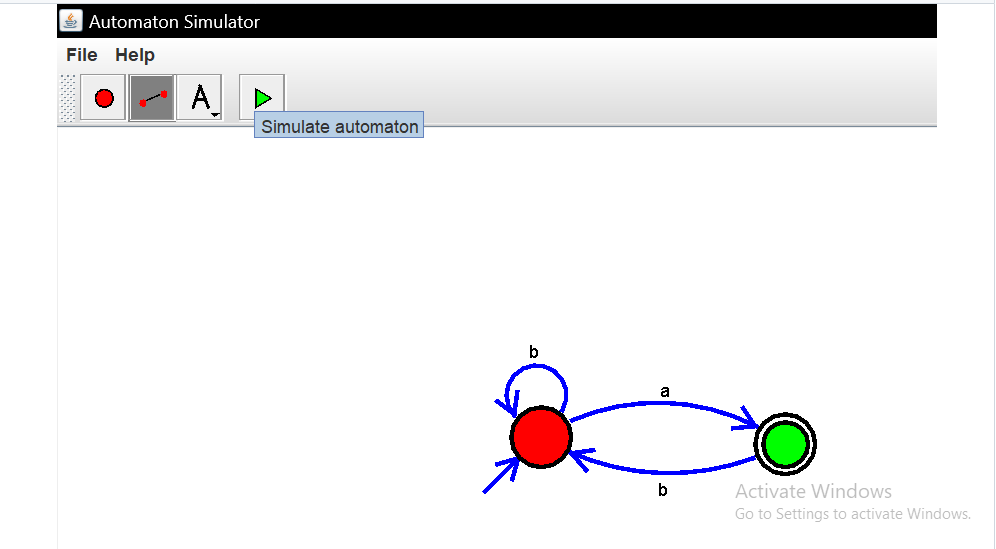 Automaton Simulator
File Help
A
Simulate automaton
b
a
b
Activate Windows
Go to Settings to activate Windows.